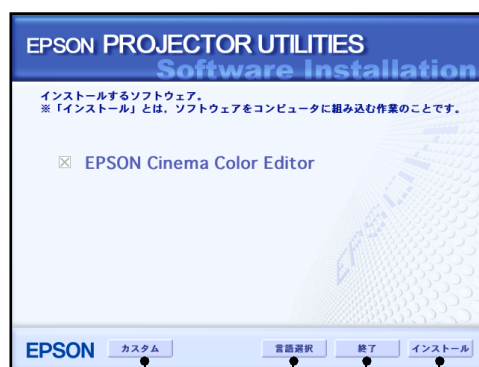 EPSON PROJECTOR UTILITIES
Software Installation
インストールするソフトウェア。
※「インストール」とは、ソフトウェアをコンピュータに組み込む作業のことです。
EPSON Cinema Color Editor
EPSON
EPSON カスタム 言語選択 終了 インストール